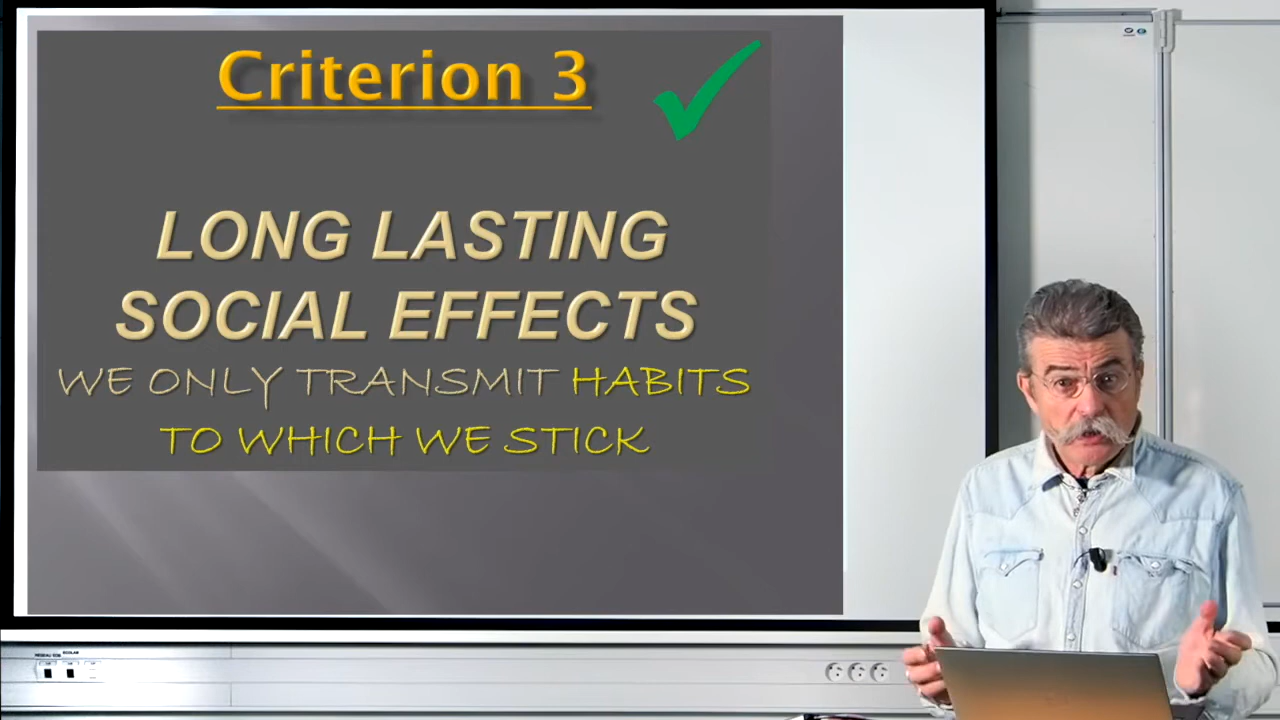 Criterion 3
LONG LASTING
SOCIAL EFFECTS
WE ONLY TRANSMIT HABITS
TO WHICH WE STICK